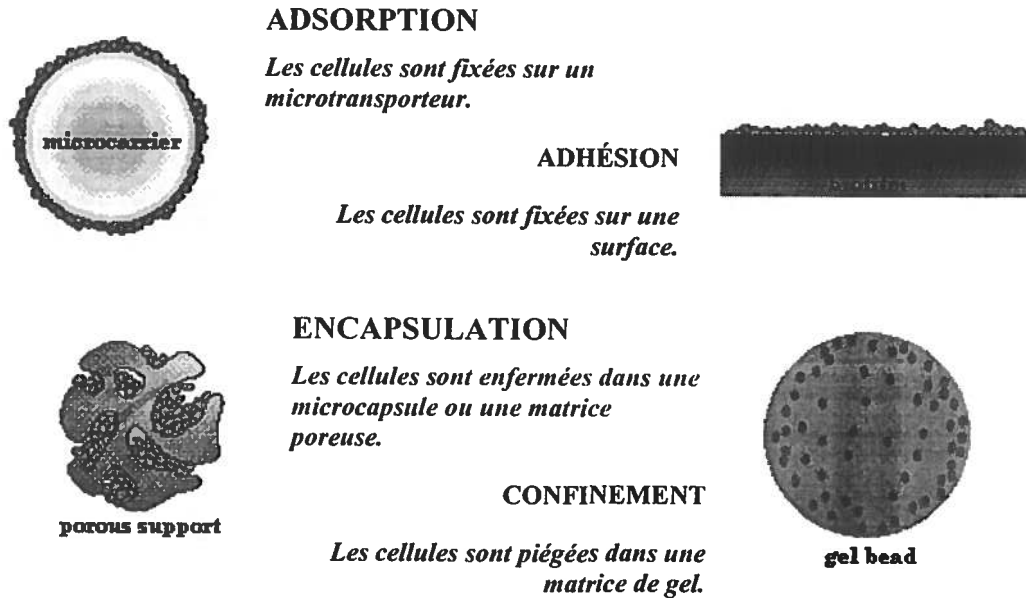 ADSORPTION
Les cellules sont fixées sur un
microtransporteur.
microcarrier
ADHÉSION
Les cellules sont fixées sur une
surface.
ENCAPSULATION
Les cellules sont enfermées dans une
microcapsule ou une matrice
poreuse.
porous support
CONFINEMENT
Les cellules sont piégées dans une
matrice de gel.
gel bead